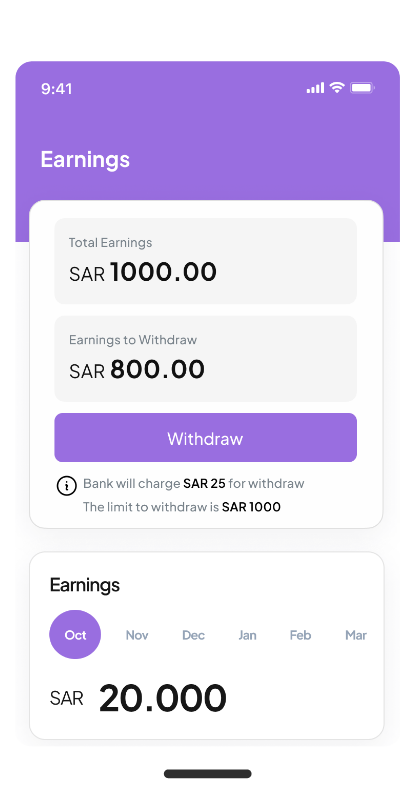 9:41
Earnings
Total Earnings
SAR 1000.00
Earnings to Withdraw
SAR 800.00
Withdraw
Bank will charge SAR 25 for withdraw
The limit to withdraw is SAR 1000
Earnings
Oct Nov Dec Jan Feb Mar
SAR 20.000